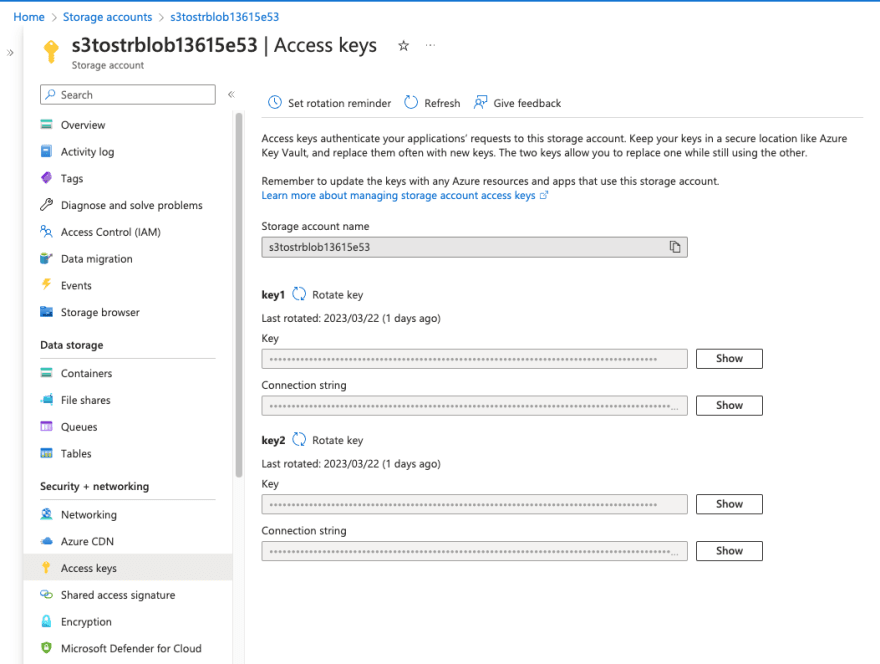 Home > Storage accounts > s3tostrblob13615e53
s3tostrblob13615e53 | Access keys ☆ ...
Storage account
Search
Overview
Activity log
Tags
Diagnose and solve problems
Access Control (IAM)
Data migration
Events
Storage browser
Data storage
Containers
File shares
Queues
Tables
Security + networking
Networking
Azure CDN
Access keys
Shared access signature
Encryption
Microsoft Defender for Cloud
Set rotation reminder Refresh Give feedback
Access keys authenticate your applications' requests to this storage account. Keep your keys in a secure location like Azure
Key Vault, and replace them often with new keys. The two keys allow you to replace one while still using the other.
Remember to update the keys with any Azure resources and apps that use this storage account.
Learn more about managing storage account access keys
Storage account name
s3tostrblob13615e53
key1 Rotate key
Last rotated: 2023/03/22 (1 days ago)
Key
Show
Connection string
Show
key2 Rotate key
Last rotated: 2023/03/22 (1 days ago)
Key
Show
Connection string
Show